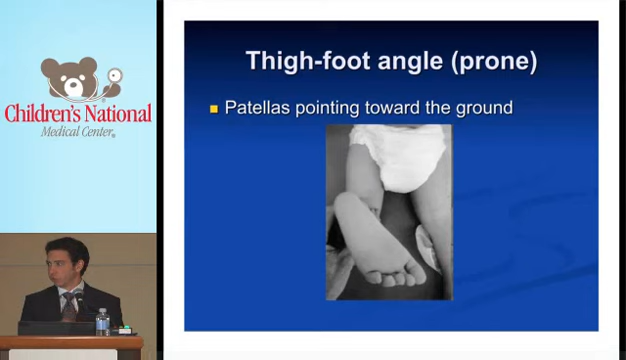 Children's National
Medical Center®
Thigh-foot angle (prone)
Patellas pointing toward the ground